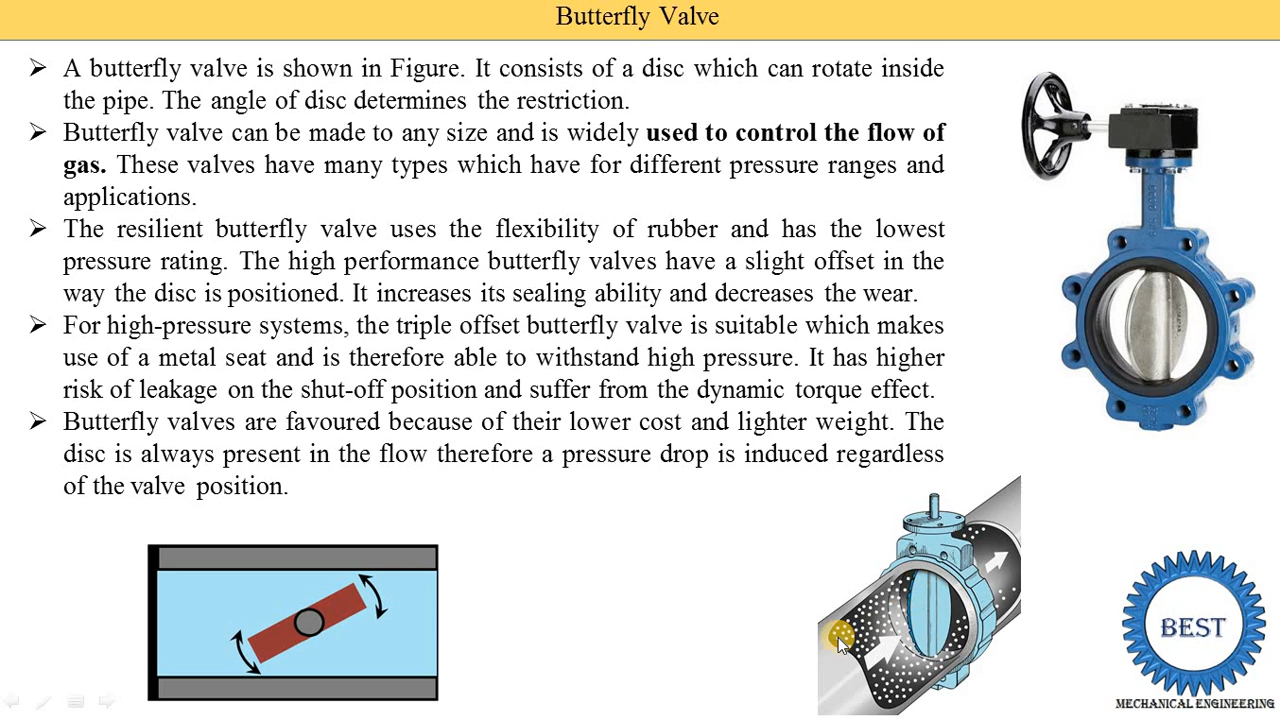 Butterfly Valve
➢ A butterfly valve is shown in Figure. It consists of a disc which can rotate inside
the pipe. The angle of disc determines the restriction.
➢ Butterfly valve can be made to any size and is widely used to control the flow of
gas. These valves have many types which have for different pressure ranges and
applications.
➢ The resilient butterfly valve uses the flexibility of rubber and has the lowest
pressure rating. The high performance butterfly valves have a slight offset in the
way the disc is positioned. It increases its sealing ability and decreases the wear.
➢ For high-pressure systems, the triple offset butterfly valve is suitable which makes
use of a metal seat and is therefore able to withstand high pressure. It has higher
risk of leakage on the shut-off position and suffer from the dynamic torque effect.
➢ Butterfly valves are favoured because of their lower cost and lighter weight. The
disc is always present in the flow therefore a pressure drop is induced regardless
of the valve position.
BEST
MECHANICAL ENGINEERING